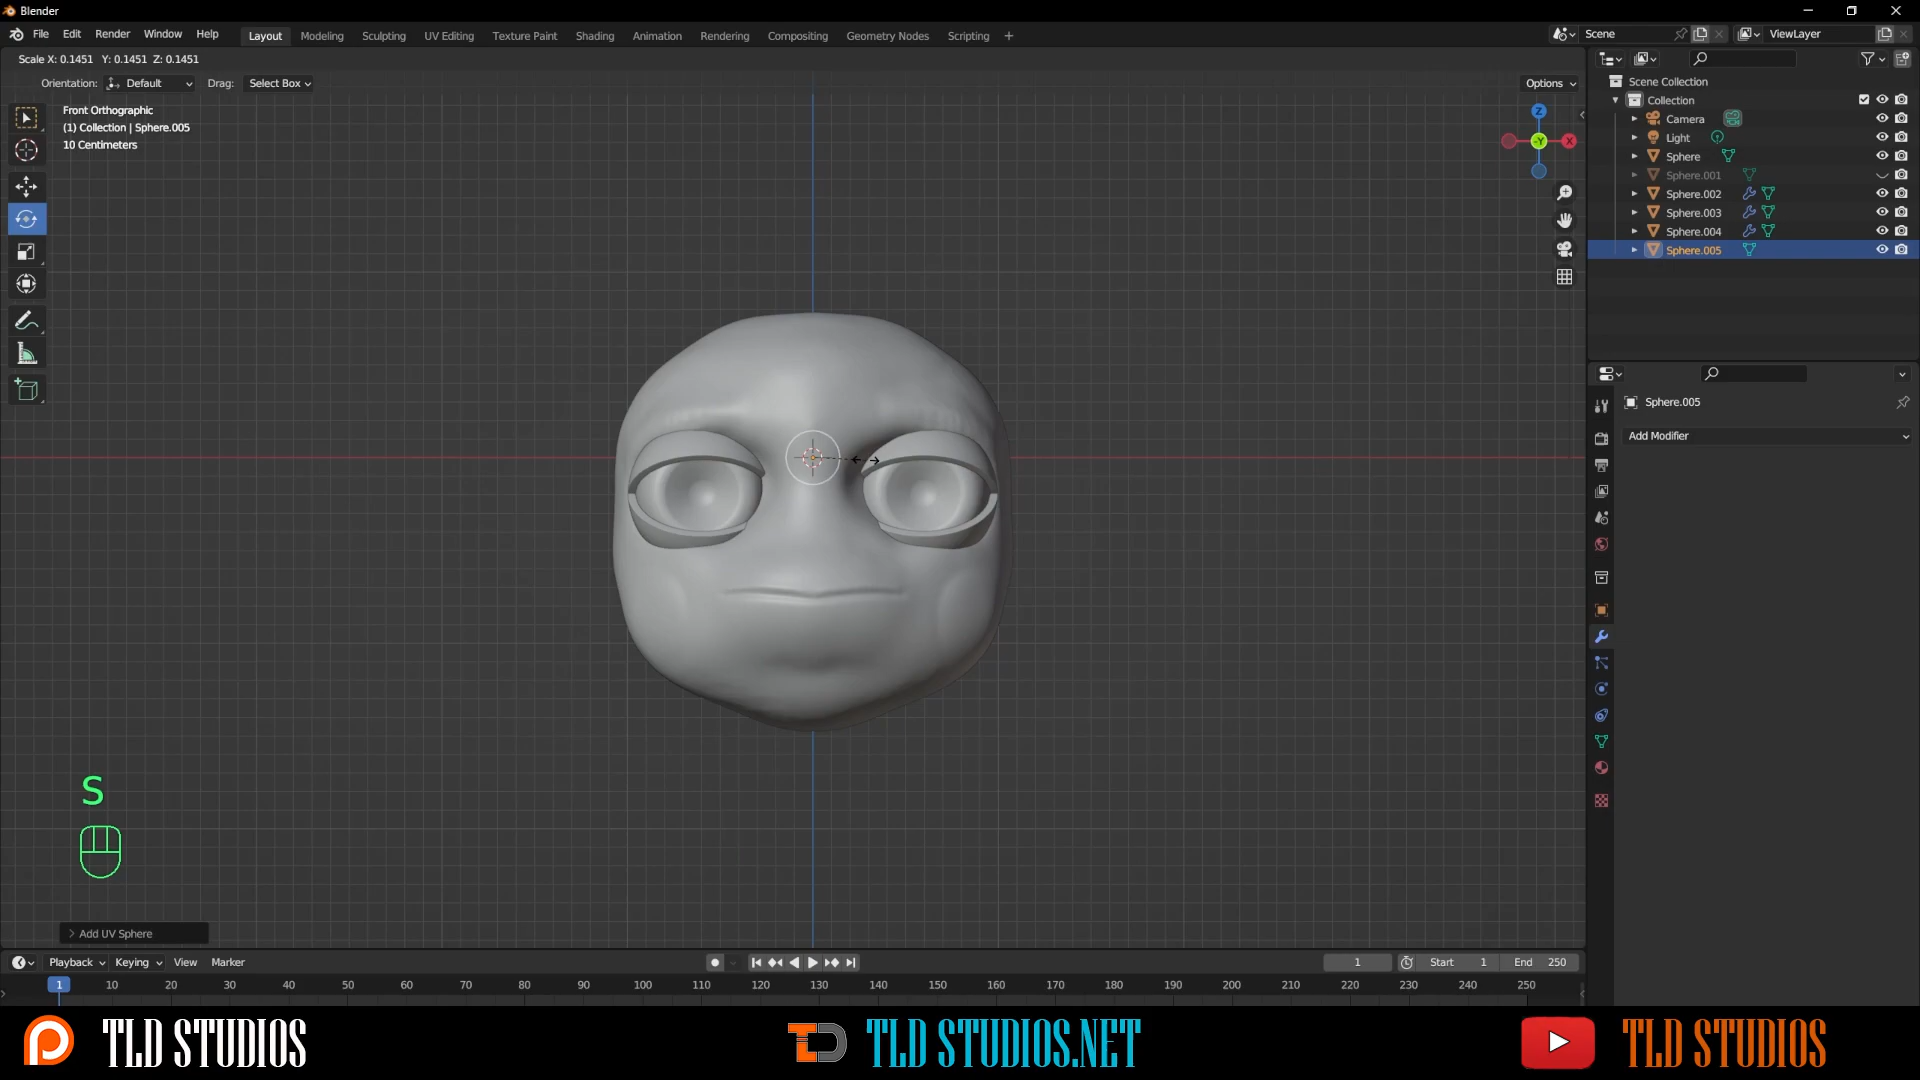 Blender
File Edit Render Window Help Layout Modeling Sculpting UV Editing Texture Paint Shading Animation Rendering Compositing Geometry Nodes Scripting + Scene ViewLayer
Scale X: 0.1451 Y: 0.1451 Z: 0.1451
Orientation: Default Drag: Select Box Options
Front Orthographic
(1) Collection | Sphere.005
10 Centimeters
Z
-Y
X
Scene Collection
Collection
Camera
Light
Sphere
Sphere.001
Sphere.002
Sphere.003
Sphere.004
Sphere.005
Sphere.005
Add Modifier
S
Add UV Sphere
Playback Keying View Marker 1 Start 1 End 250
1 10 20 30 40 50 60 70 80 90 100 110 120 130 140 150 160 170 180 190 200 210 220 230 240 250
TLD STUDIOS TLD STUDIOS.NET TLD STUDIOS